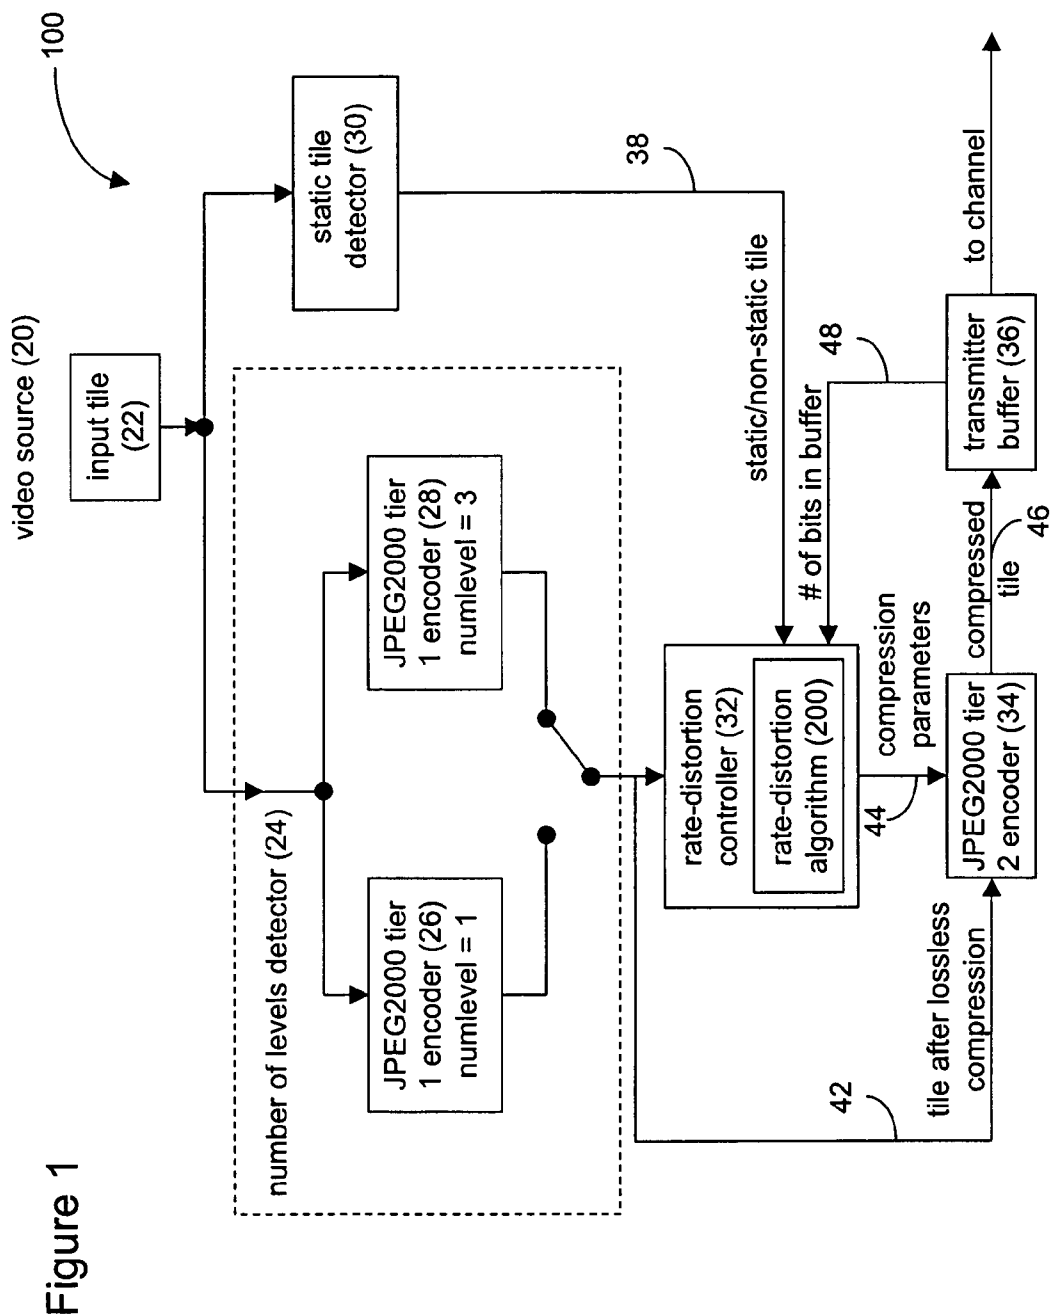 Figure 1
video source (20)
100
input tile
(22)
number of levels detector (24)
static tile
detector (30)
JPEG2000 tier
1 encoder (26)
numlevel = 1
JPEG2000 tier
1 encoder (28)
numlevel = 3
38
rate-distortion
controller (32)
rate-distortion
algorithm (200)
static/non-static tile
# of bits in buffer
48
42
44
compression
parameters
tile after lossless
compression
JPEG2000 tier
2 encoder (34)
compressed
tile
46
transmitter
buffer (36)
to channel